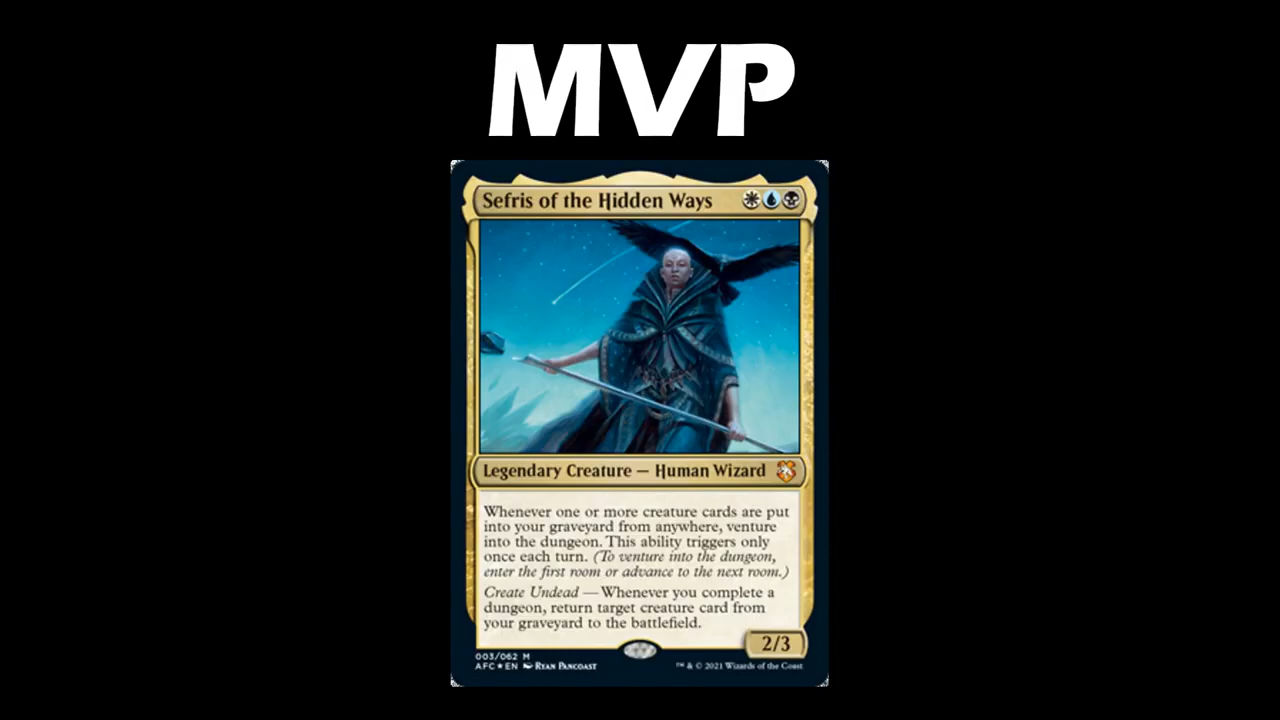 MVP
Sefris of the Hidden Ways
Legendary Creature — Human Wizard
Whenever one or more creature cards are put
into your graveyard from anywhere, venture
into the dungeon. This ability triggers only
once each turn. (To venture into the dungeon,
enter the first room or advance to the next room.)
Create Undead — Whenever you complete a
dungeon, return target creature card from
your graveyard to the battlefield.
2/3
003/062 M
AFC ★ EN Ryan Pancoast
™ & © 2021 Wizards of the Coast